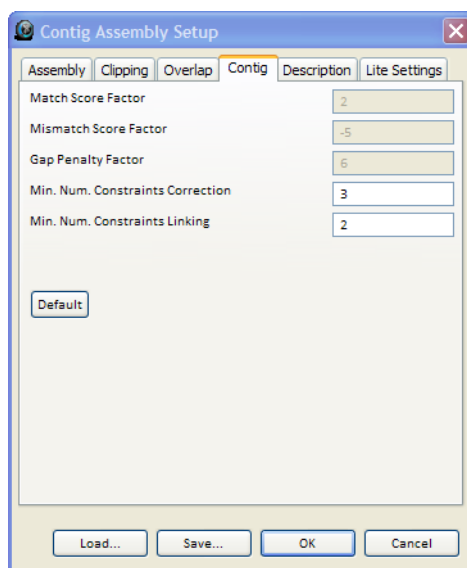 Contig Assembly Setup
Assembly Clipping Overlap Contig Description Lite Settings
Match Score Factor 2
Mismatch Score Factor -5
Gap Penalty Factor 6
Min. Num. Constraints Correction 3
Min. Num. Constraints Linking 2
Default
Load... Save... OK Cancel